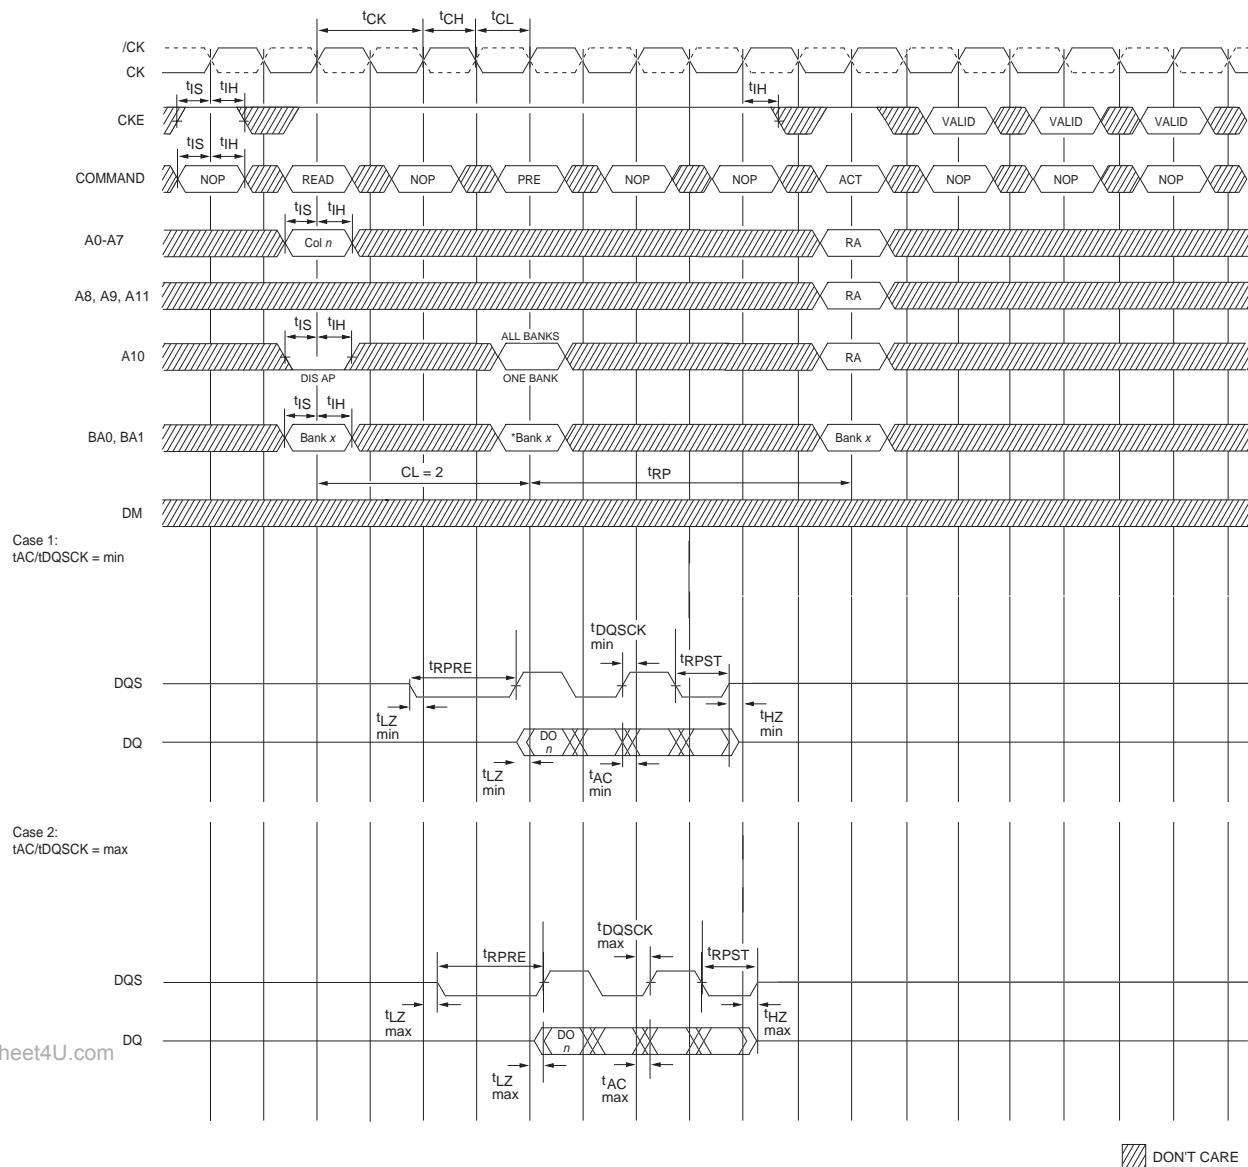 tCK tCH tCL
/CK
CK
tIS tIH tIH
CKE VALID VALID VALID
tIS tIH
COMMAND NOP READ NOP PRE NOP NOP ACT NOP NOP NOP
tIS tIH
A0-A7 Col n RA
A8, A9, A11 RA
tIS tIH ALL BANKS
A10 RA
DIS AP ONE BANK
tIS tIH
BA0, BA1 Bank x *Bank x Bank x
CL = 2 tRP
DM
Case 1:
tAC/tDQSCK = min
tDQSCK
min
tRPRE tRPST
DQS
tLZ
min
tHZ
min
DQ DO
n
tLZ
min
tAC
min
Case 2:
tAC/tDQSCK = max
tDQSCK
max
tRPRE tRPST
DQS
tLZ
max
tHZ
max
DQ DO
n
heet4U.com
tLZ
max
tAC
max
DON'T CARE